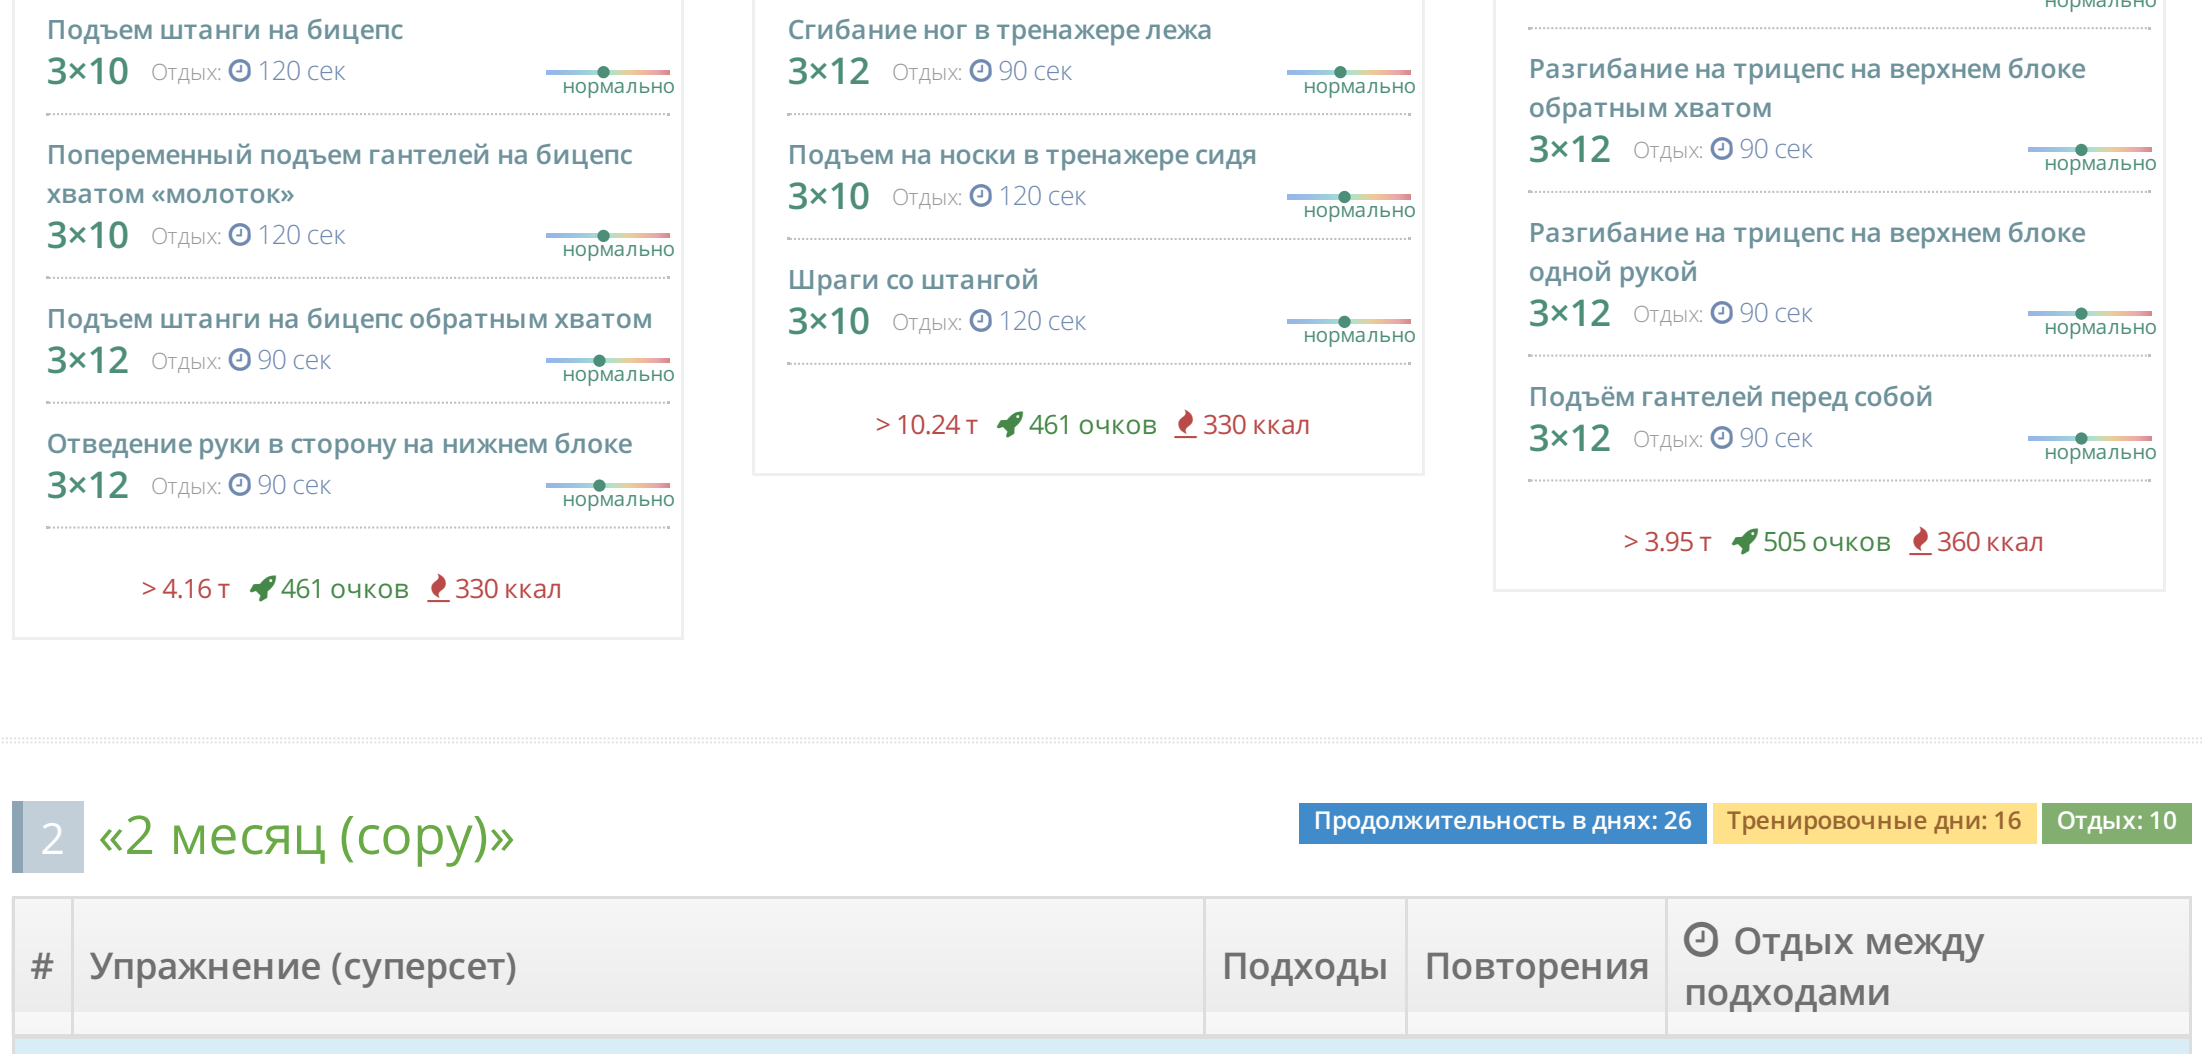 Подъем штанги на бицепс
3×10 Отдых: 120 сек
нормально
Попеременный подъем гантелей на бицепс
хватом «молоток»
3×10 Отдых: 120 сек
нормально
Подъем штанги на бицепс обратным хватом
3×12 Отдых: 90 сек
нормально
Отведение руки в сторону на нижнем блоке
3×12 Отдых: 90 сек
нормально
> 4.16 т 461 очков 330 ккал
Сгибание ног в тренажере лежа
3×12 Отдых: 90 сек
нормально
Подъем на носки в тренажере сидя
3×10 Отдых: 120 сек
нормально
Шраги со штангой
3×10 Отдых: 120 сек
нормально
> 10.24 т 461 очков 330 ккал
нормально
Разгибание на трицепс на верхнем блоке
обратным хватом
3×12 Отдых: 90 сек
нормально
Разгибание на трицепс на верхнем блоке
одной рукой
3×12 Отдых: 90 сек
нормально
Подъём гантелей перед собой
3×12 Отдых: 90 сек
нормально
> 3.95 т 505 очков 360 ккал
2 «2 месяц (copy)»
Продолжительность в днях: 26 Тренировочные дни: 16 Отдых: 10
# Упражнение (суперсет) Подходы Повторения Отдых между
подходами